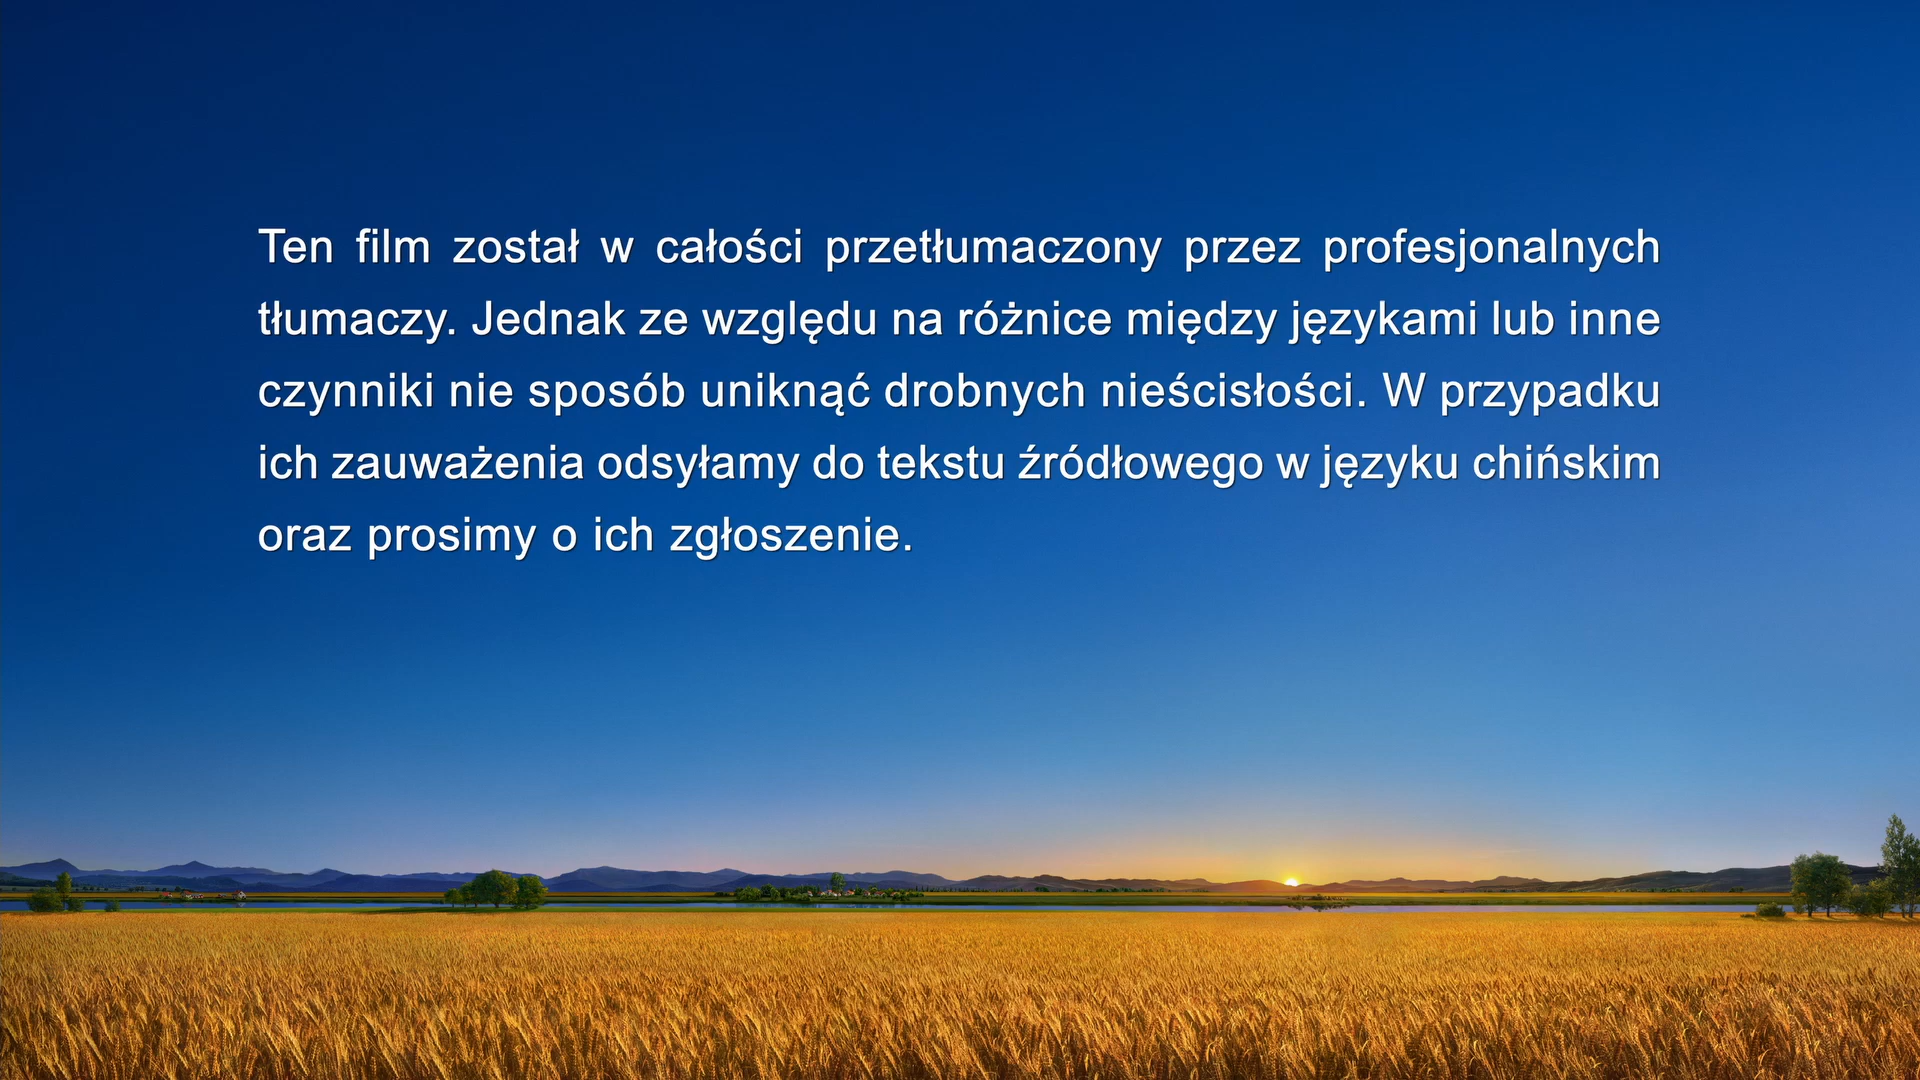 Ten film został w całości przetłumaczony przez profesjonalnych
tłumaczy. Jednak ze względu na różnice między językami lub inne
czynniki nie sposób uniknąć drobnych nieścisłości. W przypadku
ich zauważenia odsyłamy do tekstu źródłowego w języku chińskim
oraz prosimy o ich zgłoszenie.